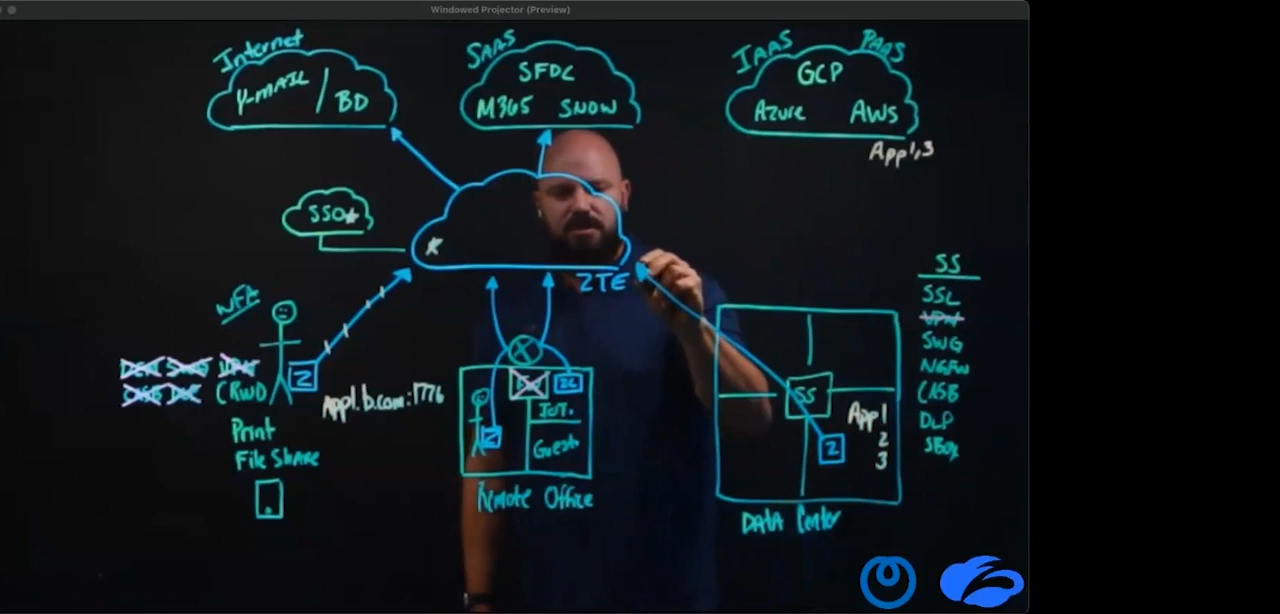 Windowed Projector (Preview)
Internet
Y-MAIL / BD
SAAS
SFDC
M365 SNOW
IAAS PAAS
GCP
Azure AWS
App1,3
SSO
ZTE
WFA
CRWD
Print
File Share
App1.b.com:1776
Z
X
Z
IoT.
Guest
Remote Office
SS
App1
2
3
Z
DATA Center
SS
SSL
VPN
SWG
NGFW
CASB
DLP
SBOX